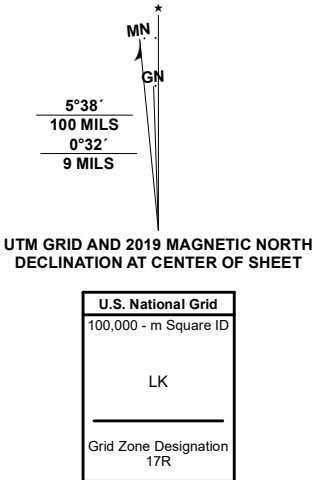 MN
GN
5°38´
100 MILS
0°32´
9 MILS
UTM GRID AND 2019 MAGNETIC NORTH
DECLINATION AT CENTER OF SHEET
U.S. National Grid
100,000 - m Square ID
LK
Grid Zone Designation
17R